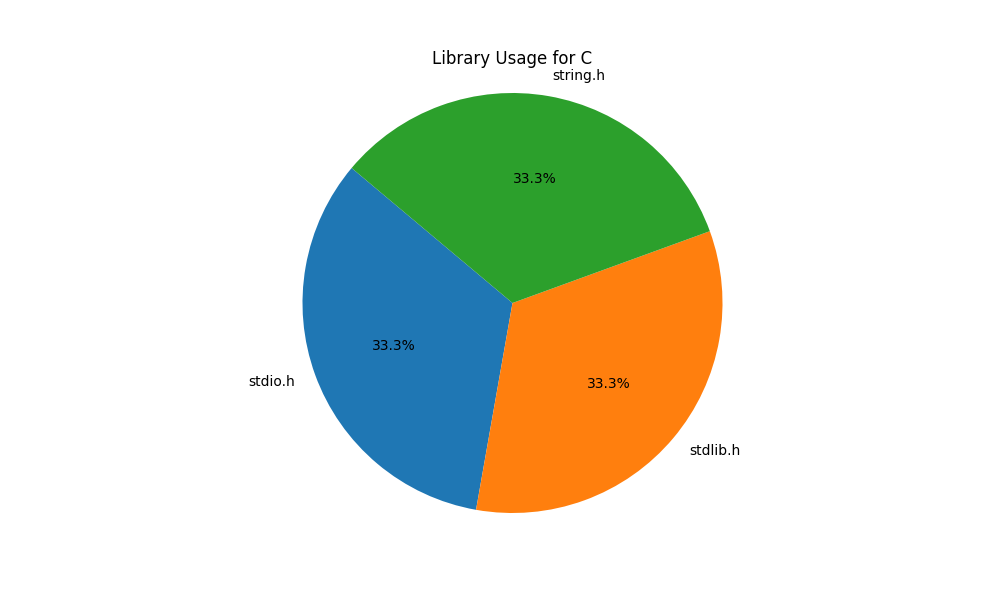 Library Usage for C
string.h
33.3%
33.3%
stdio.h
33.3%
stdlib.h